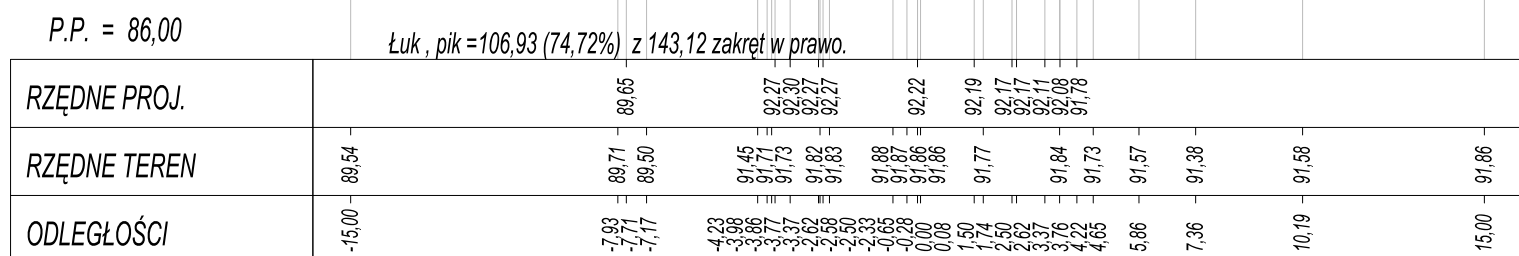 P.P. = 86,00
Łuk , pik =106,93 (74,72%) z 143,12 zakręt w prawo.
RZĘDNE PROJ. 89,65 92,27 92,30 92,27 92,27 92,22 92,19 92,17 92,17 92,11 92,08 91,78
RZĘDNE TEREN 89,54 89,71 89,50 91,45 91,71 91,73 91,82 91,83 91,88 91,87 91,86 91,86 91,77 91,84 91,73 91,57 91,38 91,58 91,86
ODLEGŁOŚCI -15,00 -7,93 -7,71 -7,17 -4,23 -3,98 -3,86 -3,77 -3,37 -2,62 -2,58 -2,50 -2,33 -0,65 -0,28 0,00 0,08 1,50 1,74 2,50 2,62 3,37 3,76 4,22 4,65 5,86 7,36 10,19 15,00